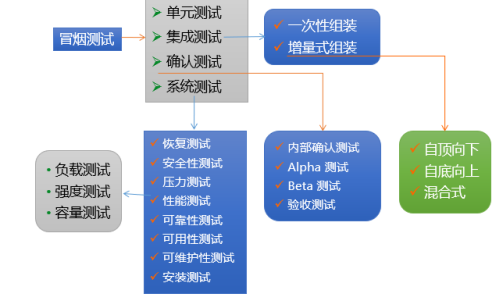 冒烟测试
单元测试
集成测试
确认测试
系统测试
一次性组装
增量式组装
负载测试
强度测试
容量测试
恢复测试
安全性测试
压力测试
性能测试
可靠性测试
可用性测试
可维护性测试
安装测试
内部确认测试
Alpha 测试
Beta 测试
验收测试
自顶向下
自底向上
混合式